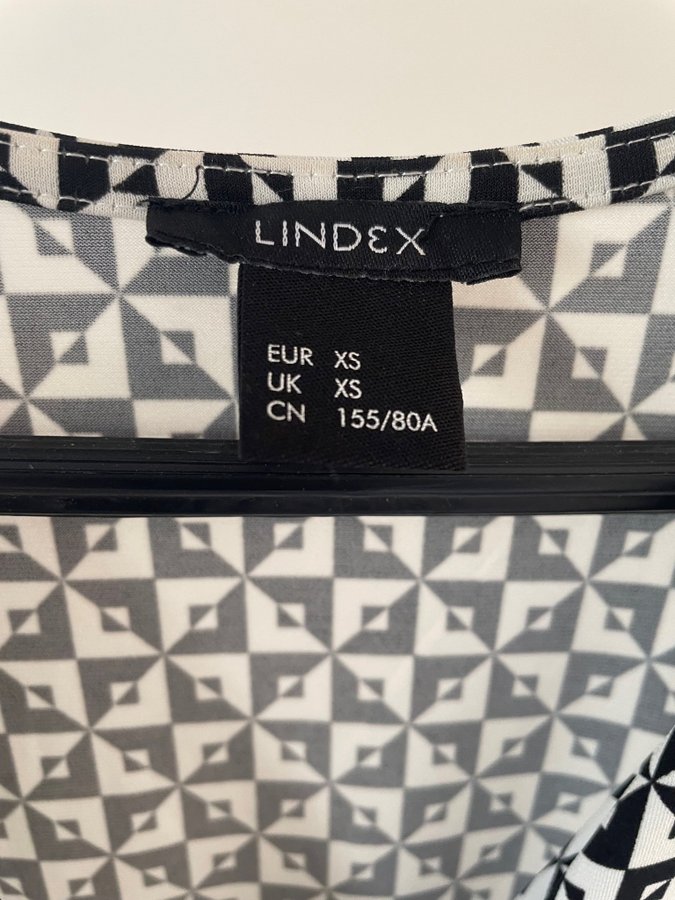 LINDEX
EUR XS
UK XS
CN 155/80A